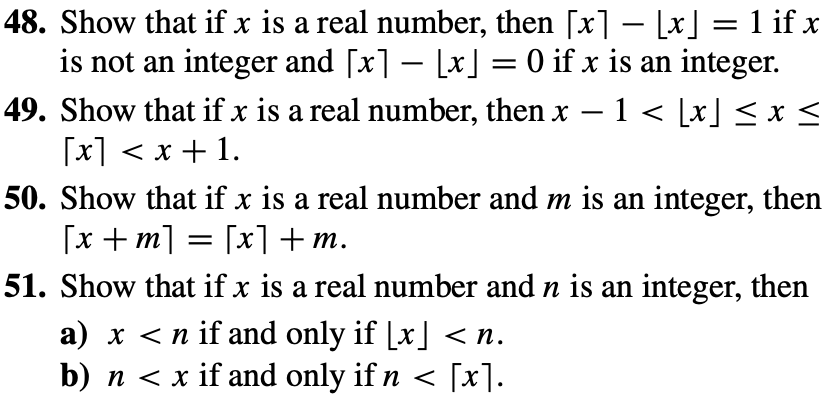 48. Show that if x is a real number, then ⌈x⌉ − ⌊x⌋ = 1 if x
is not an integer and ⌈x⌉ − ⌊x⌋ = 0 if x is an integer.
49. Show that if x is a real number, then x − 1 < ⌊x⌋ ≤ x ≤
⌈x⌉ < x + 1.
50. Show that if x is a real number and m is an integer, then
⌈x + m⌉ = ⌈x⌉ + m.
51. Show that if x is a real number and n is an integer, then
a) x < n if and only if ⌊x⌋ < n.
b) n < x if and only if n < ⌈x⌉.